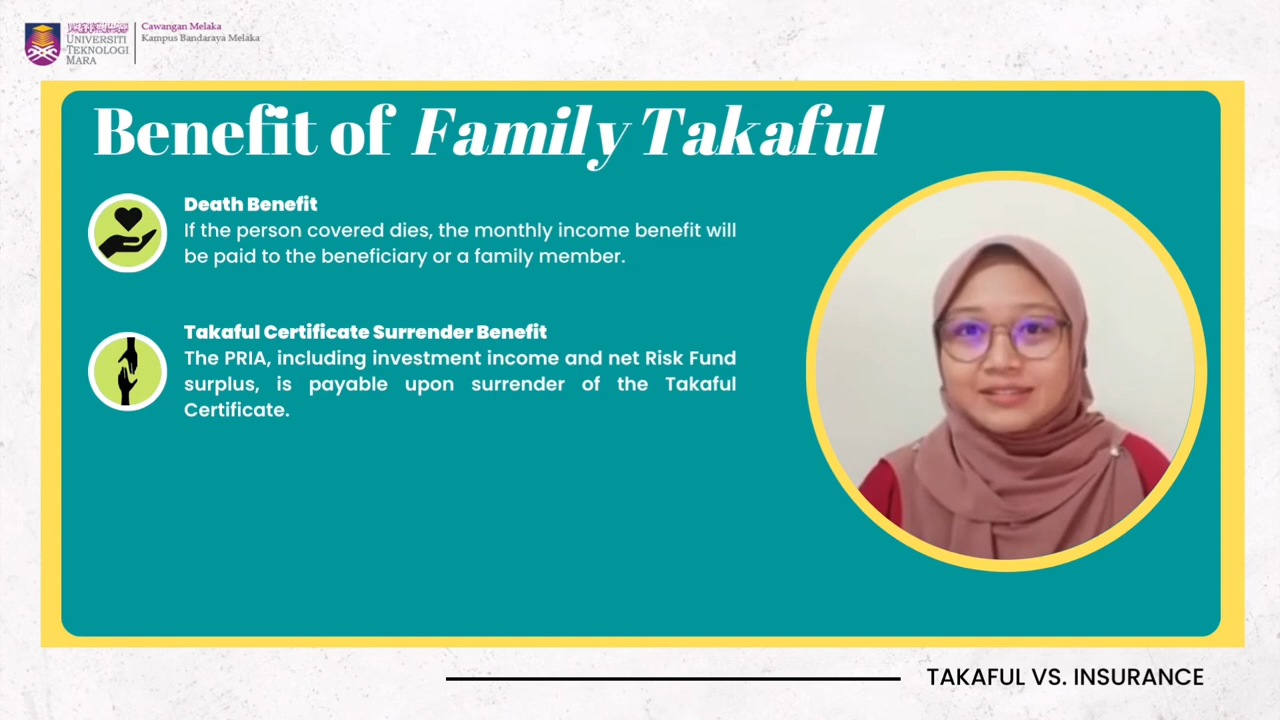 UNIVERSITI
TEKNOLOGI
MARA
Cawangan Melaka
Kampus Bandaraya Melaka
Benefit of Family Takaful
Death Benefit
If the person covered dies, the monthly income benefit will
be paid to the beneficiary or a family member.
Takaful Certificate Surrender Benefit
The PRIA, including investment income and net Risk Fund
surplus, is payable upon surrender of the Takaful
Certificate.
TAKAFUL VS. INSURANCE